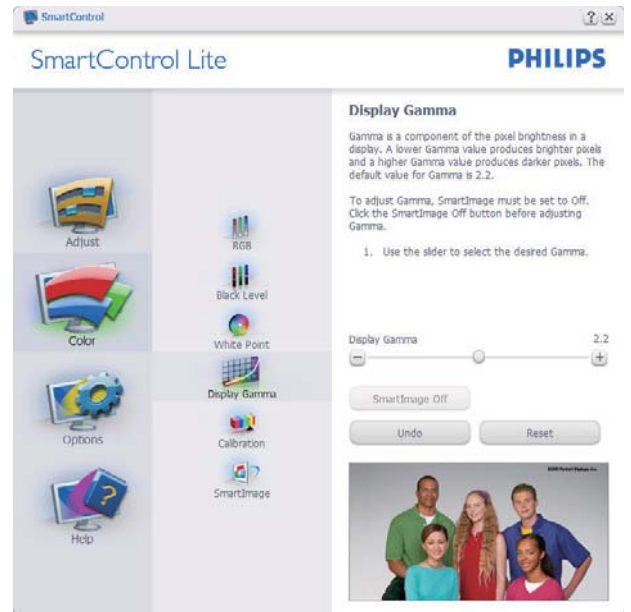 SmartControl
SmartControl Lite
PHILIPS
Adjust
Color
Options
Help
RGB
Black Level
White Point
Display Gamma
Calibration
SmartImage
Display Gamma
Gamma is a component of the pixel brightness in a
display. A lower Gamma value produces brighter pixels
and a higher Gamma value produces darker pixels. The
default value for Gamma is 2.2.
To adjust Gamma, SmartImage must be set to Off.
Click the SmartImage Off button before adjusting
Gamma.
1. Use the slider to select the desired Gamma.
Display Gamma 2.2
SmartImage Off
Undo Reset